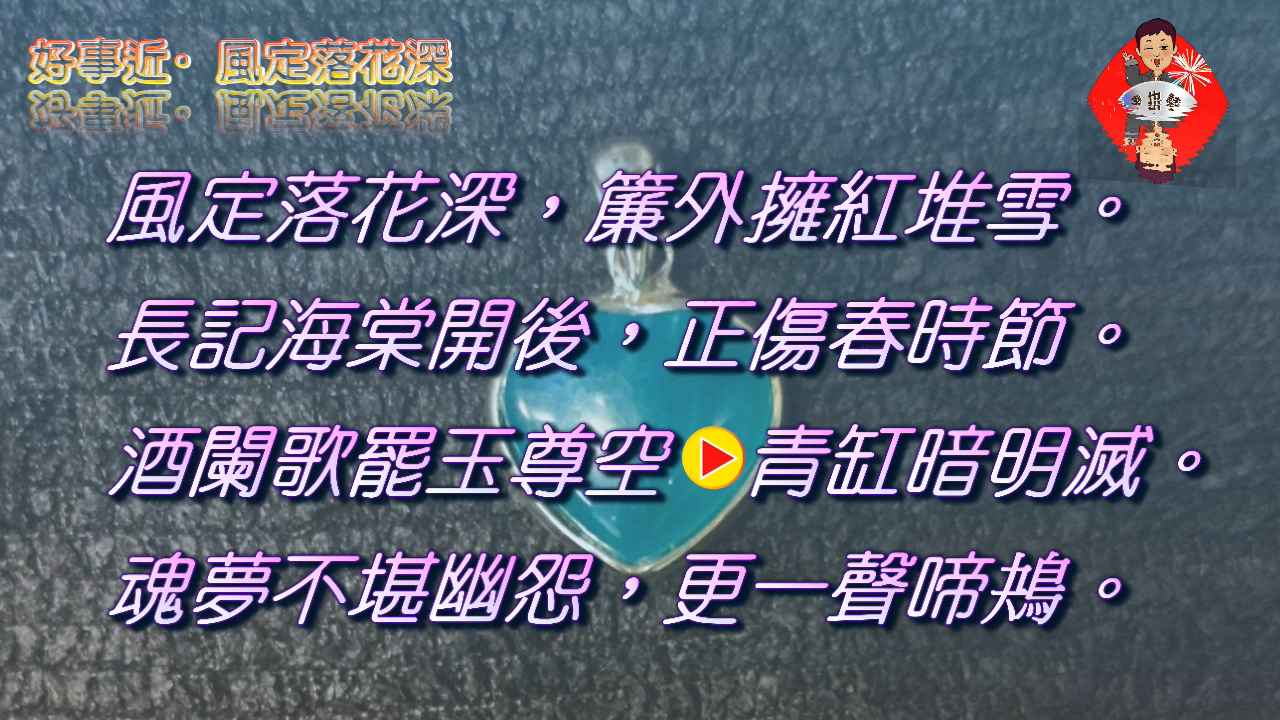 好事近·風定落花深
風定落花深，簾外擁紅堆雪。
長記海棠開後，正傷春時節。
酒闌歌罷玉尊空 青缸暗明滅。
魂夢不堪幽怨，更一聲啼鴂。